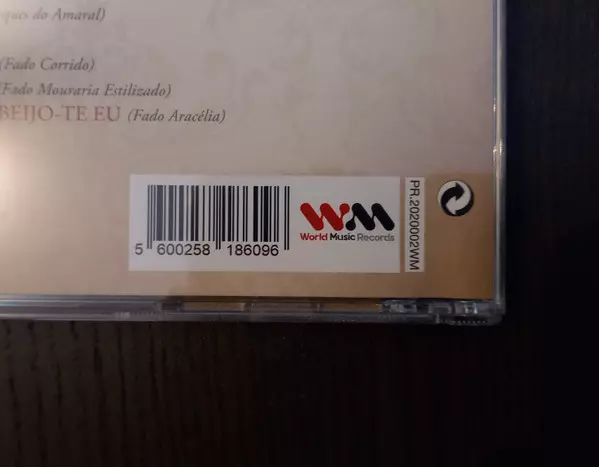 ques do Amaral)
(Fado Corrido)
(Fado Mouraria Estilizado)
BEIJO-TE EU (Fado Aracélia)
5 600258 186096
WM
World Music Records
PR.2020002WM